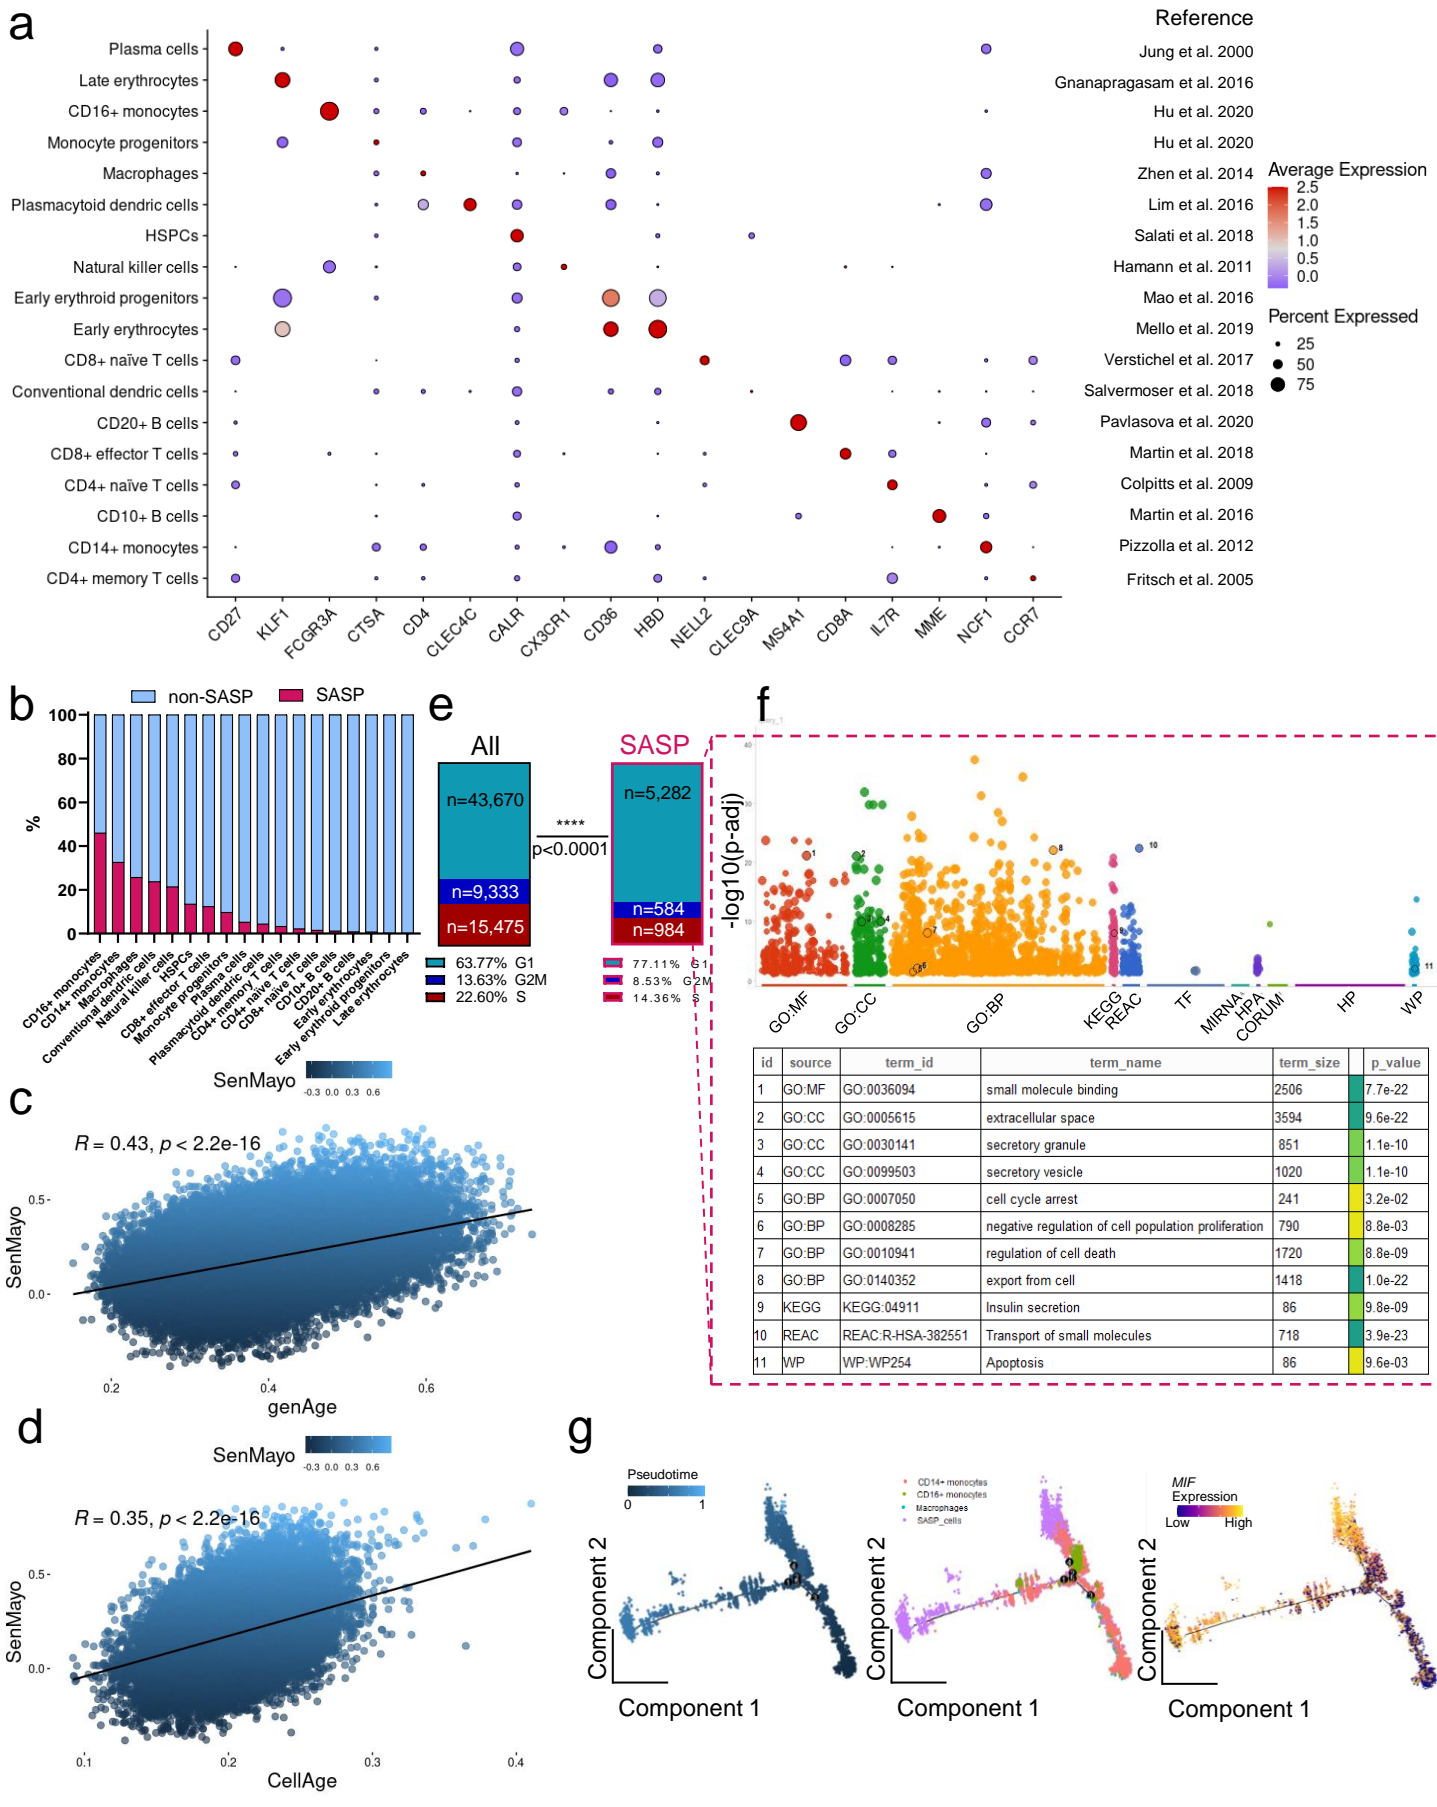 a
Reference
Plasma cells
Jung et al. 2000
Late erythrocytes
Gnanapragasam et al. 2016
CD16+ monocytes
Hu et al. 2020
Monocyte progenitors
Hu et al. 2020
Macrophages
Zhen et al. 2014
Plasmacytoid dendric cells
Lim et al. 2016
HSPCs
Salati et al. 2018
Natural killer cells
Hamann et al. 2011
Early erythroid progenitors
Mao et al. 2016
Early erythrocytes
Mello et al. 2019
CD8+ naïve T cells
Verstichel et al. 2017
Conventional dendric cells
Salvermoser et al. 2018
CD20+ B cells
Pavlasova et al. 2020
CD8+ effector T cells
Martin et al. 2018
CD4+ naïve T cells
Colpitts et al. 2009
CD10+ B cells
Martin et al. 2016
CD14+ monocytes
Pizzolla et al. 2012
CD4+ memory T cells
Fritsch et al. 2005
Average Expression
2.5
2.0
1.5
1.0
0.5
0.0
Percent Expressed
25
50
75
CD27
KLF1
FCGR3A
CTSA
CD4
CLEC4C
CALR
CX3CR1
CD36
HBD
NELL2
CLEC9A
MS4A1
CD8A
IL7R
MME
NCF1
CCR7
b
non-SASP
SASP
100
80
60
40
20
0
%
CD16+ monocytes
CD14+ monocytes
Macrophages
Conventional dendric cells
Natural killer cells
HSPCs
CD8+ effector T cells
Monocyte progenitors
Plasma cells
Plasmacytoid dendric cells
CD4+ memory T cells
CD4+ naïve T cells
CD8+ naïve T cells
CD10+ B cells
CD20+ B cells
Early erythrocytes
Early erythroid progenitors
Late erythrocytes
e
All
SASP
n=43,670
n=9,333
n=15,475
****
p<0.0001
n=5,282
n=584
n=984
63.77% G1
13.63% G2M
22.60% S
77.11% G1
8.53% G2M
14.36% S
f
40
30
20
10
0
-log10(p-adj)
1
2
3
4
5
6
7
8
9
10
11
GO:MF
GO:CC
GO:BP
KEGG
REAC
TF
MIRNA
HPA
CORUM
HP
WP
id source term_id term_name term_size p_value
1 GO:MF GO:0036094 small molecule binding 2506 7.7e-22
2 GO:CC GO:0005615 extracellular space 3594 9.6e-22
3 GO:CC GO:0030141 secretory granule 851 1.1e-10
4 GO:CC GO:0099503 secretory vesicle 1020 1.1e-10
5 GO:BP GO:0007050 cell cycle arrest 241 3.2e-02
6 GO:BP GO:0008285 negative regulation of cell population proliferation 790 8.8e-03
7 GO:BP GO:0010941 regulation of cell death 1720 8.8e-09
8 GO:BP GO:0140352 export from cell 1418 1.0e-22
9 KEGG KEGG:04911 Insulin secretion 86 9.8e-09
10 REAC REAC:R-HSA-382551 Transport of small molecules 718 3.9e-23
11 WP WP:WP254 Apoptosis 86 9.6e-03
c
SenMayo
-0.3 0.0 0.3 0.6
R = 0.43, p < 2.2e-16
0.5
0.0
SenMayo
0.2
0.4
0.6
genAge
d
SenMayo
-0.3 0.0 0.3 0.6
R = 0.35, p < 2.2e-16
0.5
0.0
SenMayo
0.1
0.2
0.3
0.4
CellAge
g
Pseudotime
0 1
Component 2
Component 1
CD14+ monocytes
CD16+ monocytes
Macrophages
SASP_cells
Component 2
Component 1
MIF
Expression
Low High
Component 2
Component 1